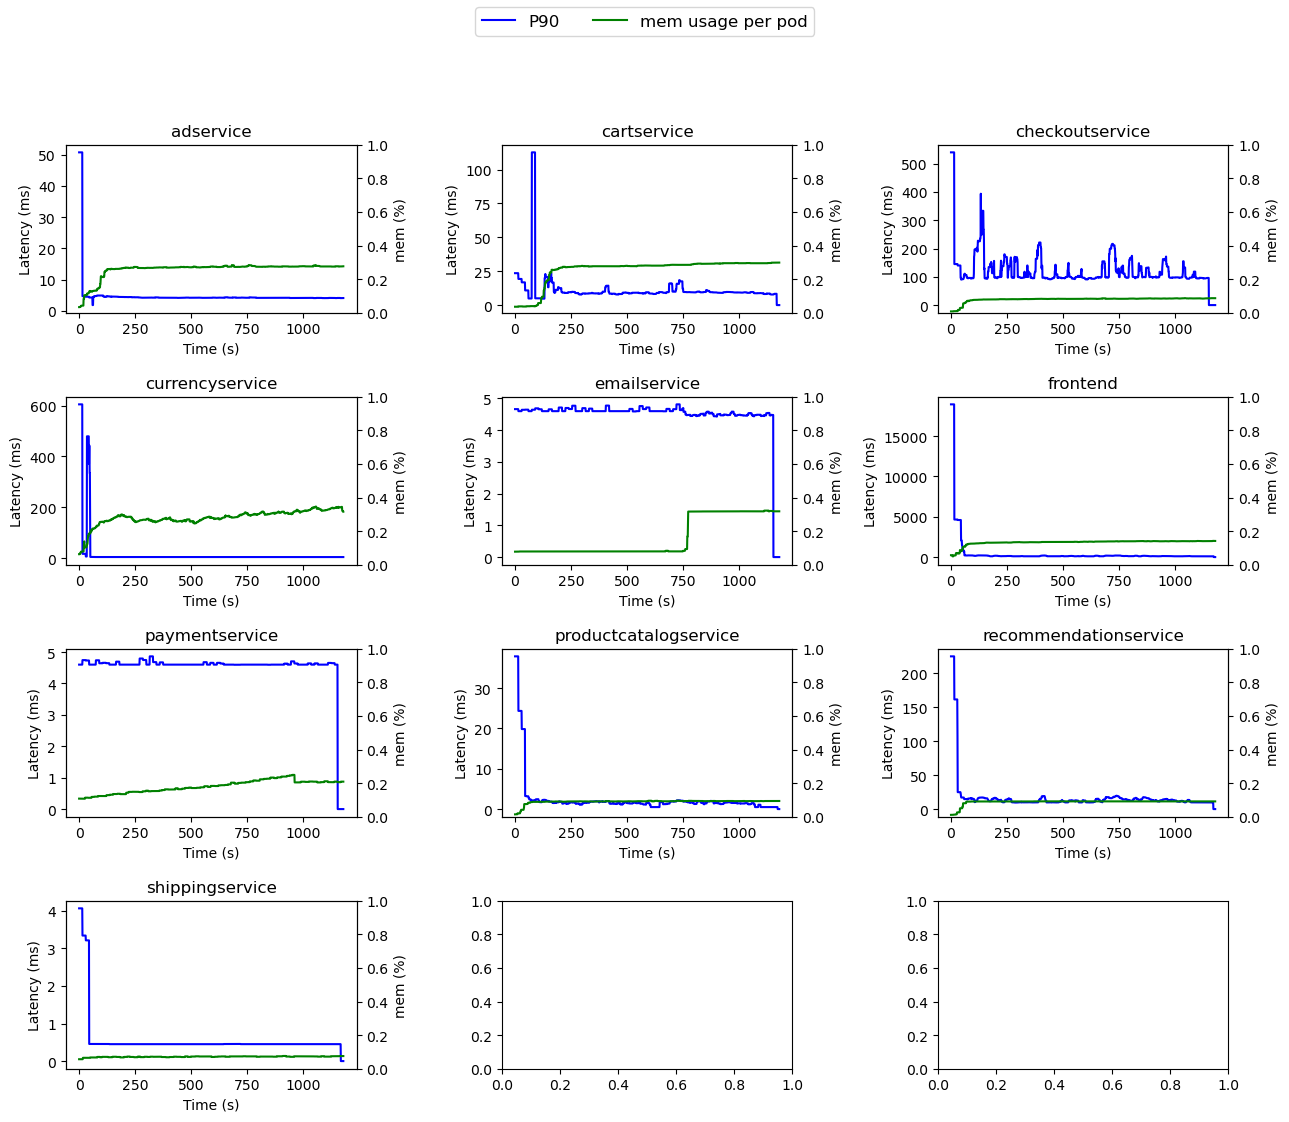 P90 mem usage per pod
adservice
50
40
30
20
10
0
Latency (ms)
1.0
0.8
0.6
0.4
0.2
0.0
mem (%)
0 250 500 750 1000
Time (s)
cartservice
100
75
50
25
0
Latency (ms)
1.0
0.8
0.6
0.4
0.2
0.0
mem (%)
0 250 500 750 1000
Time (s)
checkoutservice
500
400
300
200
100
0
Latency (ms)
1.0
0.8
0.6
0.4
0.2
0.0
mem (%)
0 250 500 750 1000
Time (s)
currencyservice
600
400
200
0
Latency (ms)
1.0
0.8
0.6
0.4
0.2
0.0
mem (%)
0 250 500 750 1000
Time (s)
emailservice
5
4
3
2
1
0
Latency (ms)
1.0
0.8
0.6
0.4
0.2
0.0
mem (%)
0 250 500 750 1000
Time (s)
frontend
15000
10000
5000
0
Latency (ms)
1.0
0.8
0.6
0.4
0.2
0.0
mem (%)
0 250 500 750 1000
Time (s)
paymentservice
5
4
3
2
1
0
Latency (ms)
1.0
0.8
0.6
0.4
0.2
0.0
mem (%)
0 250 500 750 1000
Time (s)
productcatalogservice
30
20
10
0
Latency (ms)
1.0
0.8
0.6
0.4
0.2
0.0
mem (%)
0 250 500 750 1000
Time (s)
recommendationservice
200
150
100
50
0
Latency (ms)
1.0
0.8
0.6
0.4
0.2
0.0
mem (%)
0 250 500 750 1000
Time (s)
shippingservice
4
3
2
1
0
Latency (ms)
1.0
0.8
0.6
0.4
0.2
0.0
mem (%)
0 250 500 750 1000
Time (s)
1.0
0.8
0.6
0.4
0.2
0.0
0.0 0.2 0.4 0.6 0.8 1.0
1.0
0.8
0.6
0.4
0.2
0.0
0.0 0.2 0.4 0.6 0.8 1.0